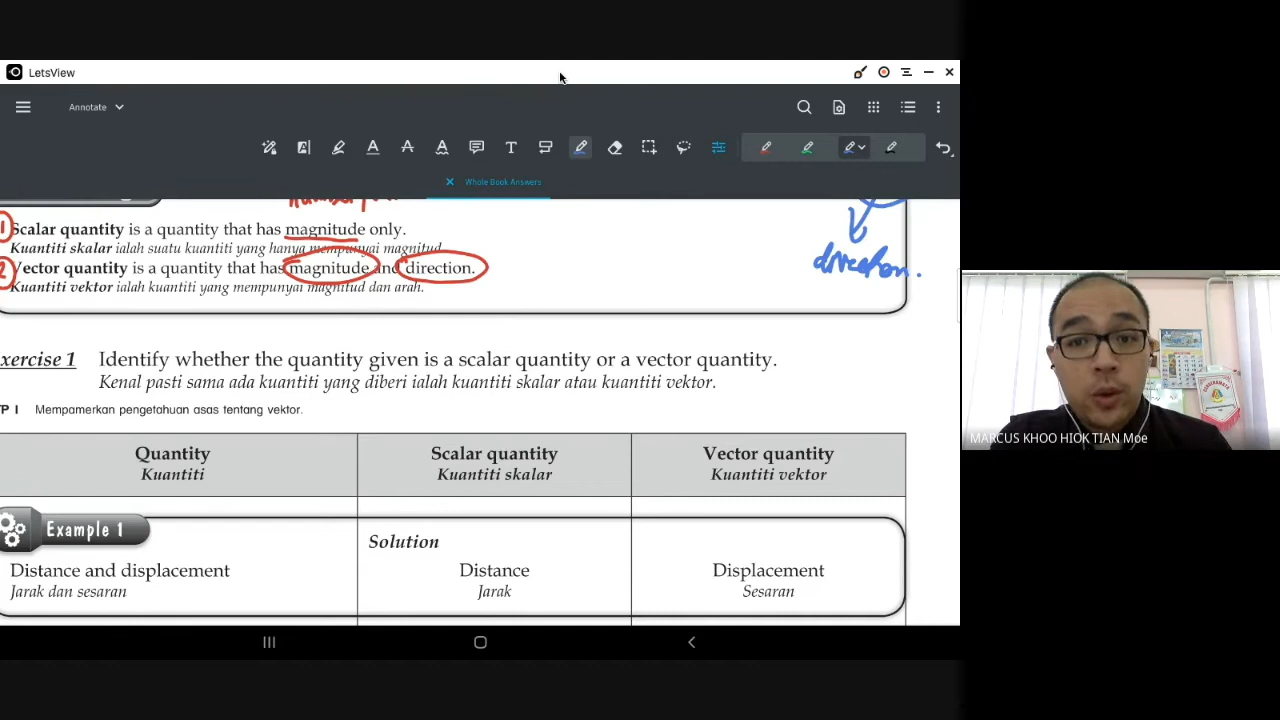 LetsView
Annotate
Whole Book Answers
1 Scalar quantity is a quantity that has magnitude only.
Kuantiti skalar ialah suatu kuantiti yang hanya mempunyai magnitud.
2 Vector quantity is a quantity that has magnitude and direction.
Kuantiti vektor ialah kuantiti yang mempunyai magnitud dan arah.
direction.
xercise 1 Identify whether the quantity given is a scalar quantity or a vector quantity.
Kenal pasti sama ada kuantiti yang diberi ialah kuantiti skalar atau kuantiti vektor.
TP 1 Mempamerkan pengetahuan asas tentang vektor.
Quantity Scalar quantity Vector quantity
Kuantiti Kuantiti skalar Kuantiti vektor
Example 1
Solution
Distance and displacement Distance Displacement
Jarak dan sesaran Jarak Sesaran
MARCUS KHOO HIOK TIAN Moe